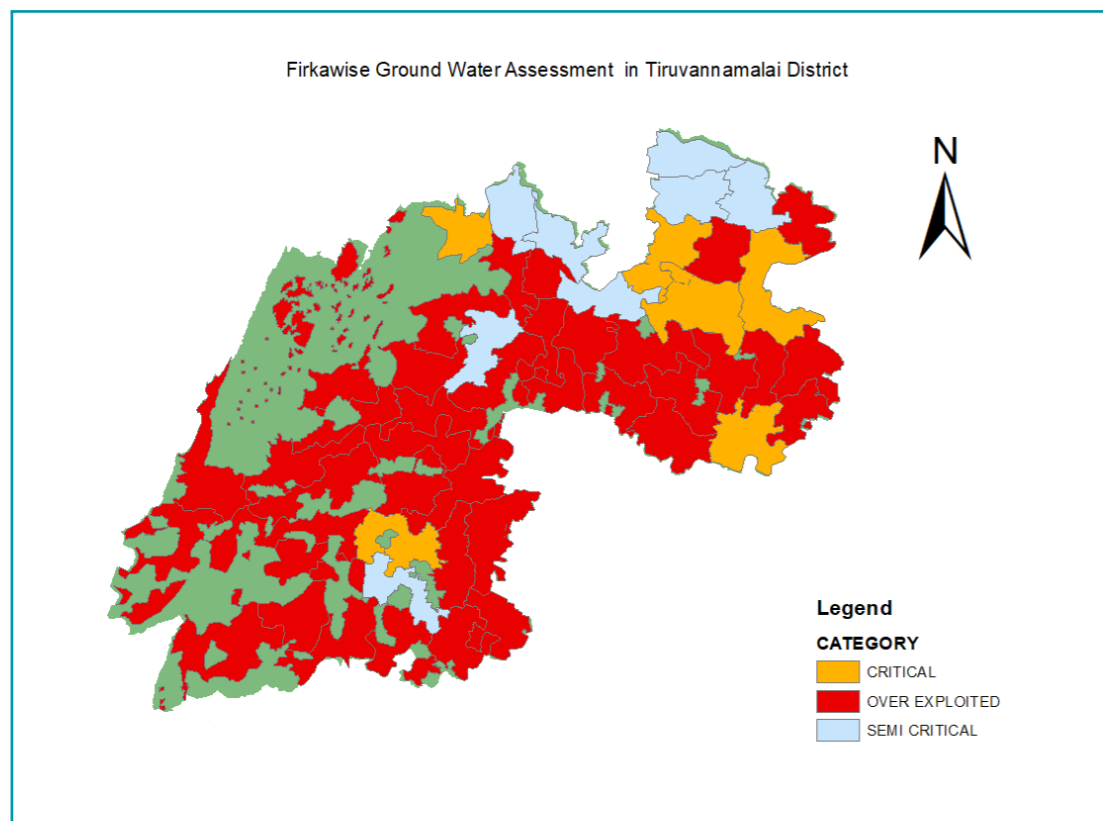 Firkawise Ground Water Assessment in Tiruvannamalai District
N
Legend
CATEGORY
CRITICAL
OVER EXPLOITED
SEMI CRITICAL